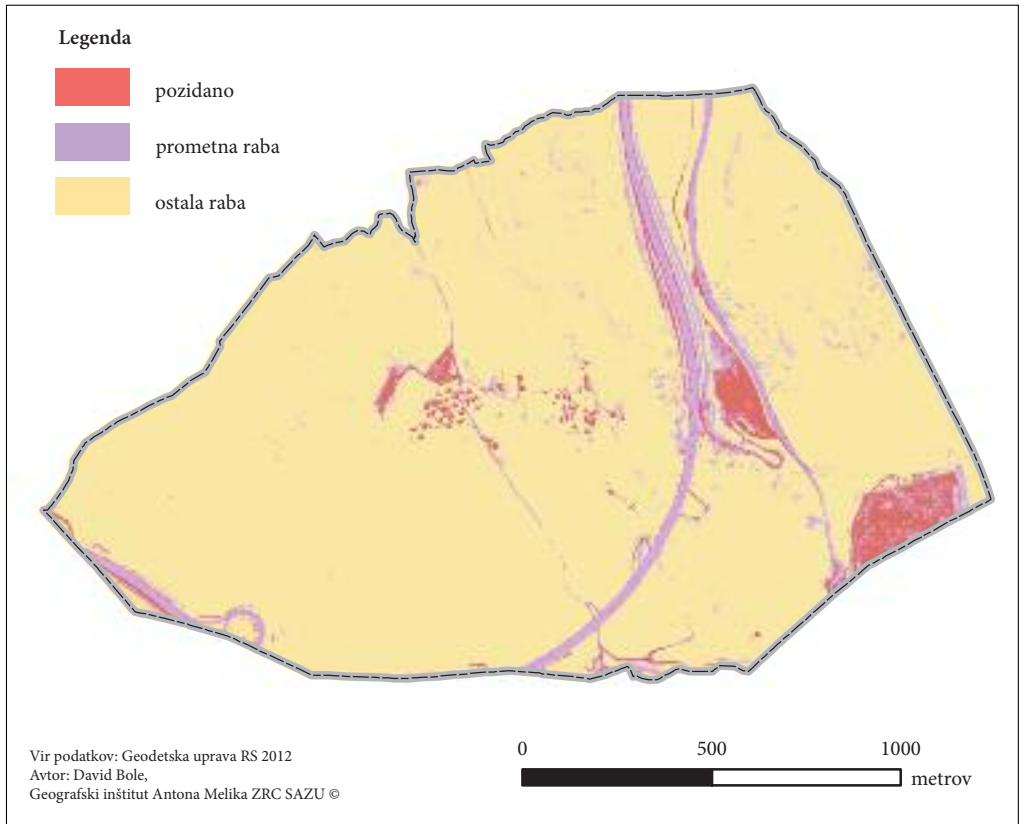 Legenda
pozidano
prometna raba
ostala raba
Vir podatkov: Geodetska uprava RS 2012
Avtor: David Bole,
Geografski inštitut Antona Melika ZRC SAZU ©
0 500 1000
metrov